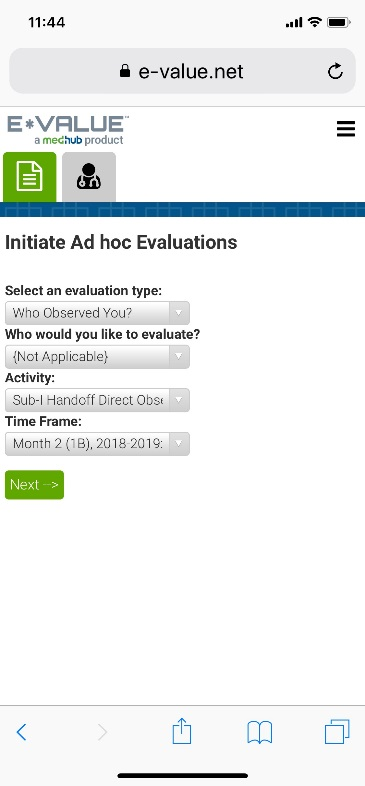 11:44
e-value.net
E*VALUE™
a medhub product
Initiate Ad hoc Evaluations
Select an evaluation type:
Who Observed You?
Who would you like to evaluate?
{Not Applicable}
Activity:
Sub-I Handoff Direct Obse
Time Frame:
Month 2 (1B), 2018-2019:
Next -->